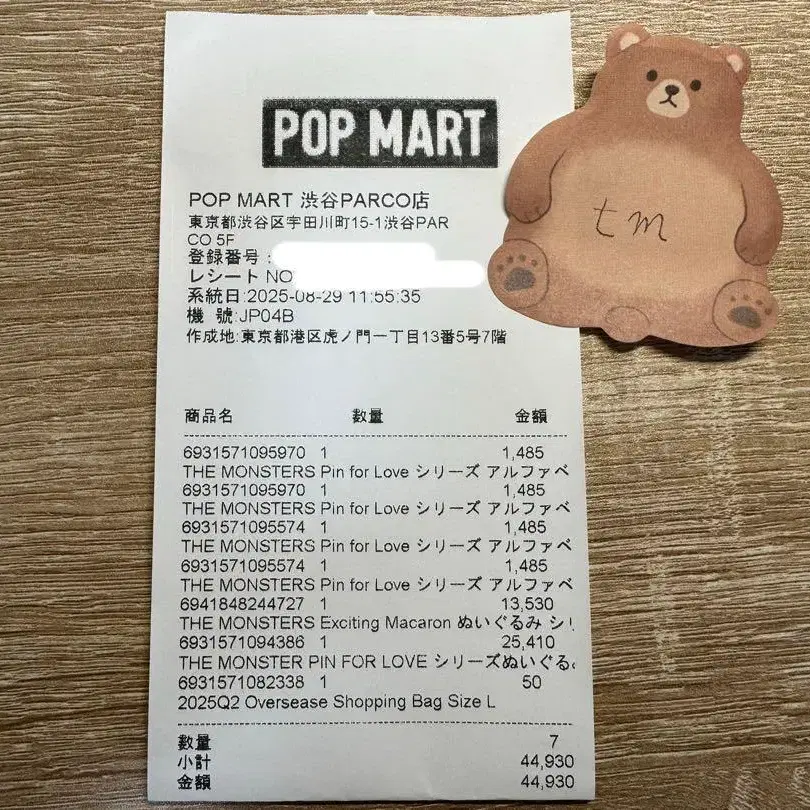 POP MART
POP MART 渋谷PARCO店
東京都渋谷区宇田川町15-1渋谷PAR
CO 5F
登録番号:
レシート NO
系統日:2025-08-29 11:55:35
機 號:JP04B
作成地:東京都港区虎ノ門一丁目13番5号7階
tm
商品名 数量 金額
6931571095970 1 1,485
THE MONSTERS Pin for Love シリーズ アルファベ
6931571095970 1 1,485
THE MONSTERS Pin for Love シリーズ アルファベ
6931571095574 1 1,485
THE MONSTERS Pin for Love シリーズ アルファベ
6931571095574 1 1,485
THE MONSTERS Pin for Love シリーズ アルファベ
6941848244727 1 13,530
THE MONSTERS Exciting Macaron ぬいぐるみ シリ
6931571094386 1 25,410
THE MONSTER PIN FOR LOVE シリーズぬいぐる
6931571082338 1 50
2025Q2 Oversease Shopping Bag Size L
数量 7
小計 44,930
金額 44,930